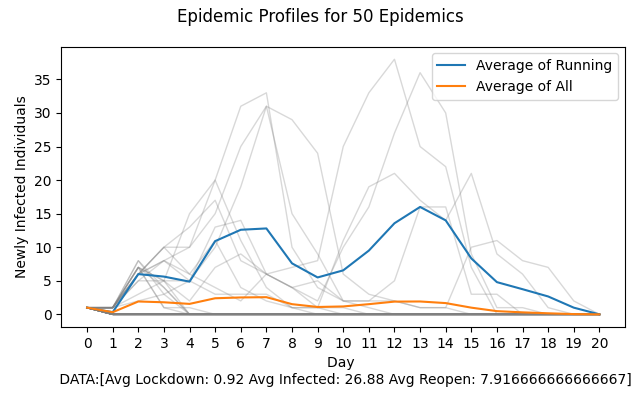 Epidemic Profiles for 50 Epidemics
Newly Infected Individuals
35
30
25
20
15
10
5
0
Average of Running
Average of All
0 1 2 3 4 5 6 7 8 9 10 11 12 13 14 15 16 17 18 19 20
Day
DATA:[Avg Lockdown: 0.92 Avg Infected: 26.88 Avg Reopen: 7.916666666666667]